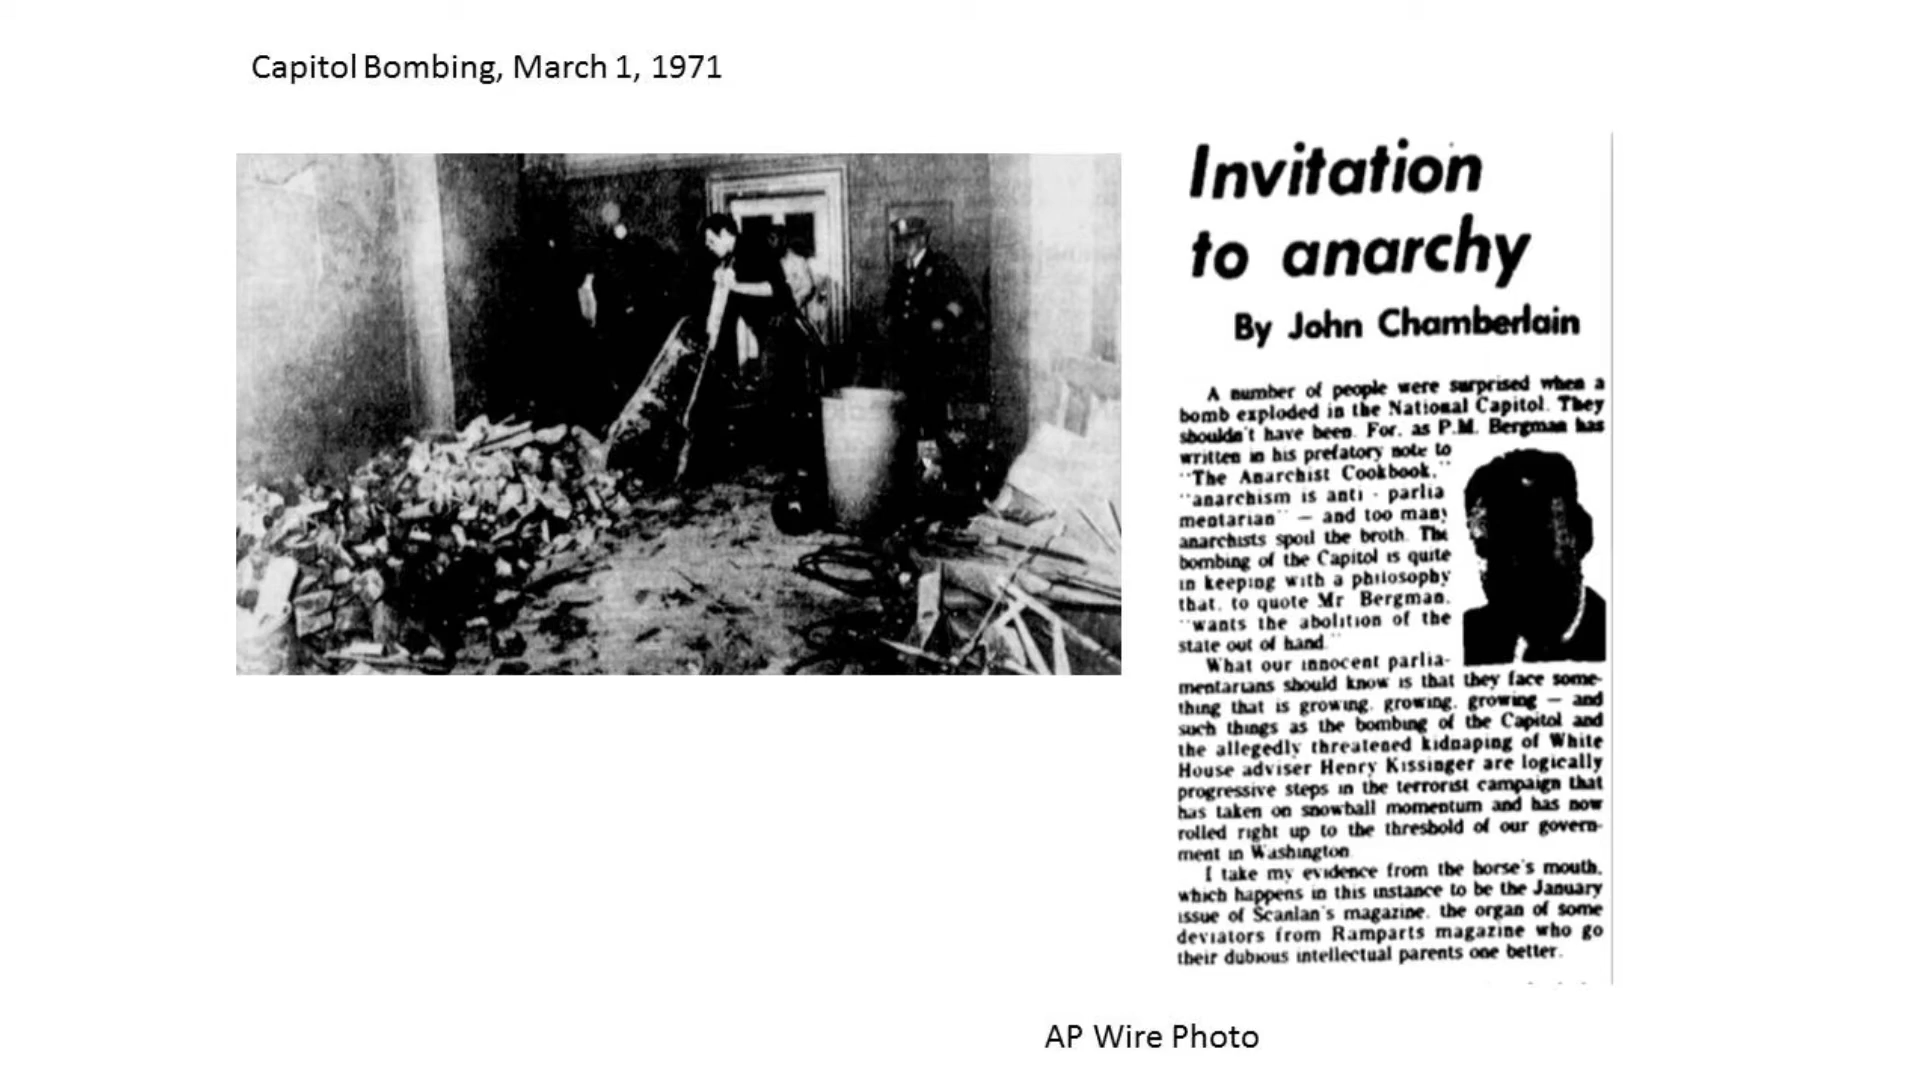 Capitol Bombing, March 1, 1971
Invitation
to anarchy
By John Chamberlain
A number of people were surprised when a
bomb exploded in the National Capitol. They
shouldn't have been. For, as P.M. Bergman has
written in his prefatory note to
"The Anarchist Cookbook,"
"anarchism is anti - parlia
mentarian" — and too many
anarchists spoil the broth. The
bombing of the Capitol is quite
in keeping with a philosophy
that, to quote Mr Bergman,
"wants the abolition of the
state out of hand."
What our innocent parlia-
mentarians should know is that they face some-
thing that is growing, growing, growing — and
such things as the bombing of the Capitol and
the allegedly threatened kidnaping of White
House adviser Henry Kissinger are logically
progressive steps in the terrorist campaign that
has taken on snowball momentum and has now
rolled right up to the threshold of our govern-
ment in Washington.
I take my evidence from the horse's mouth,
which happens in this instance to be the January
issue of Scanlan's magazine, the organ of some
deviators from Ramparts magazine who go
their dubious intellectual parents one better.
AP Wire Photo